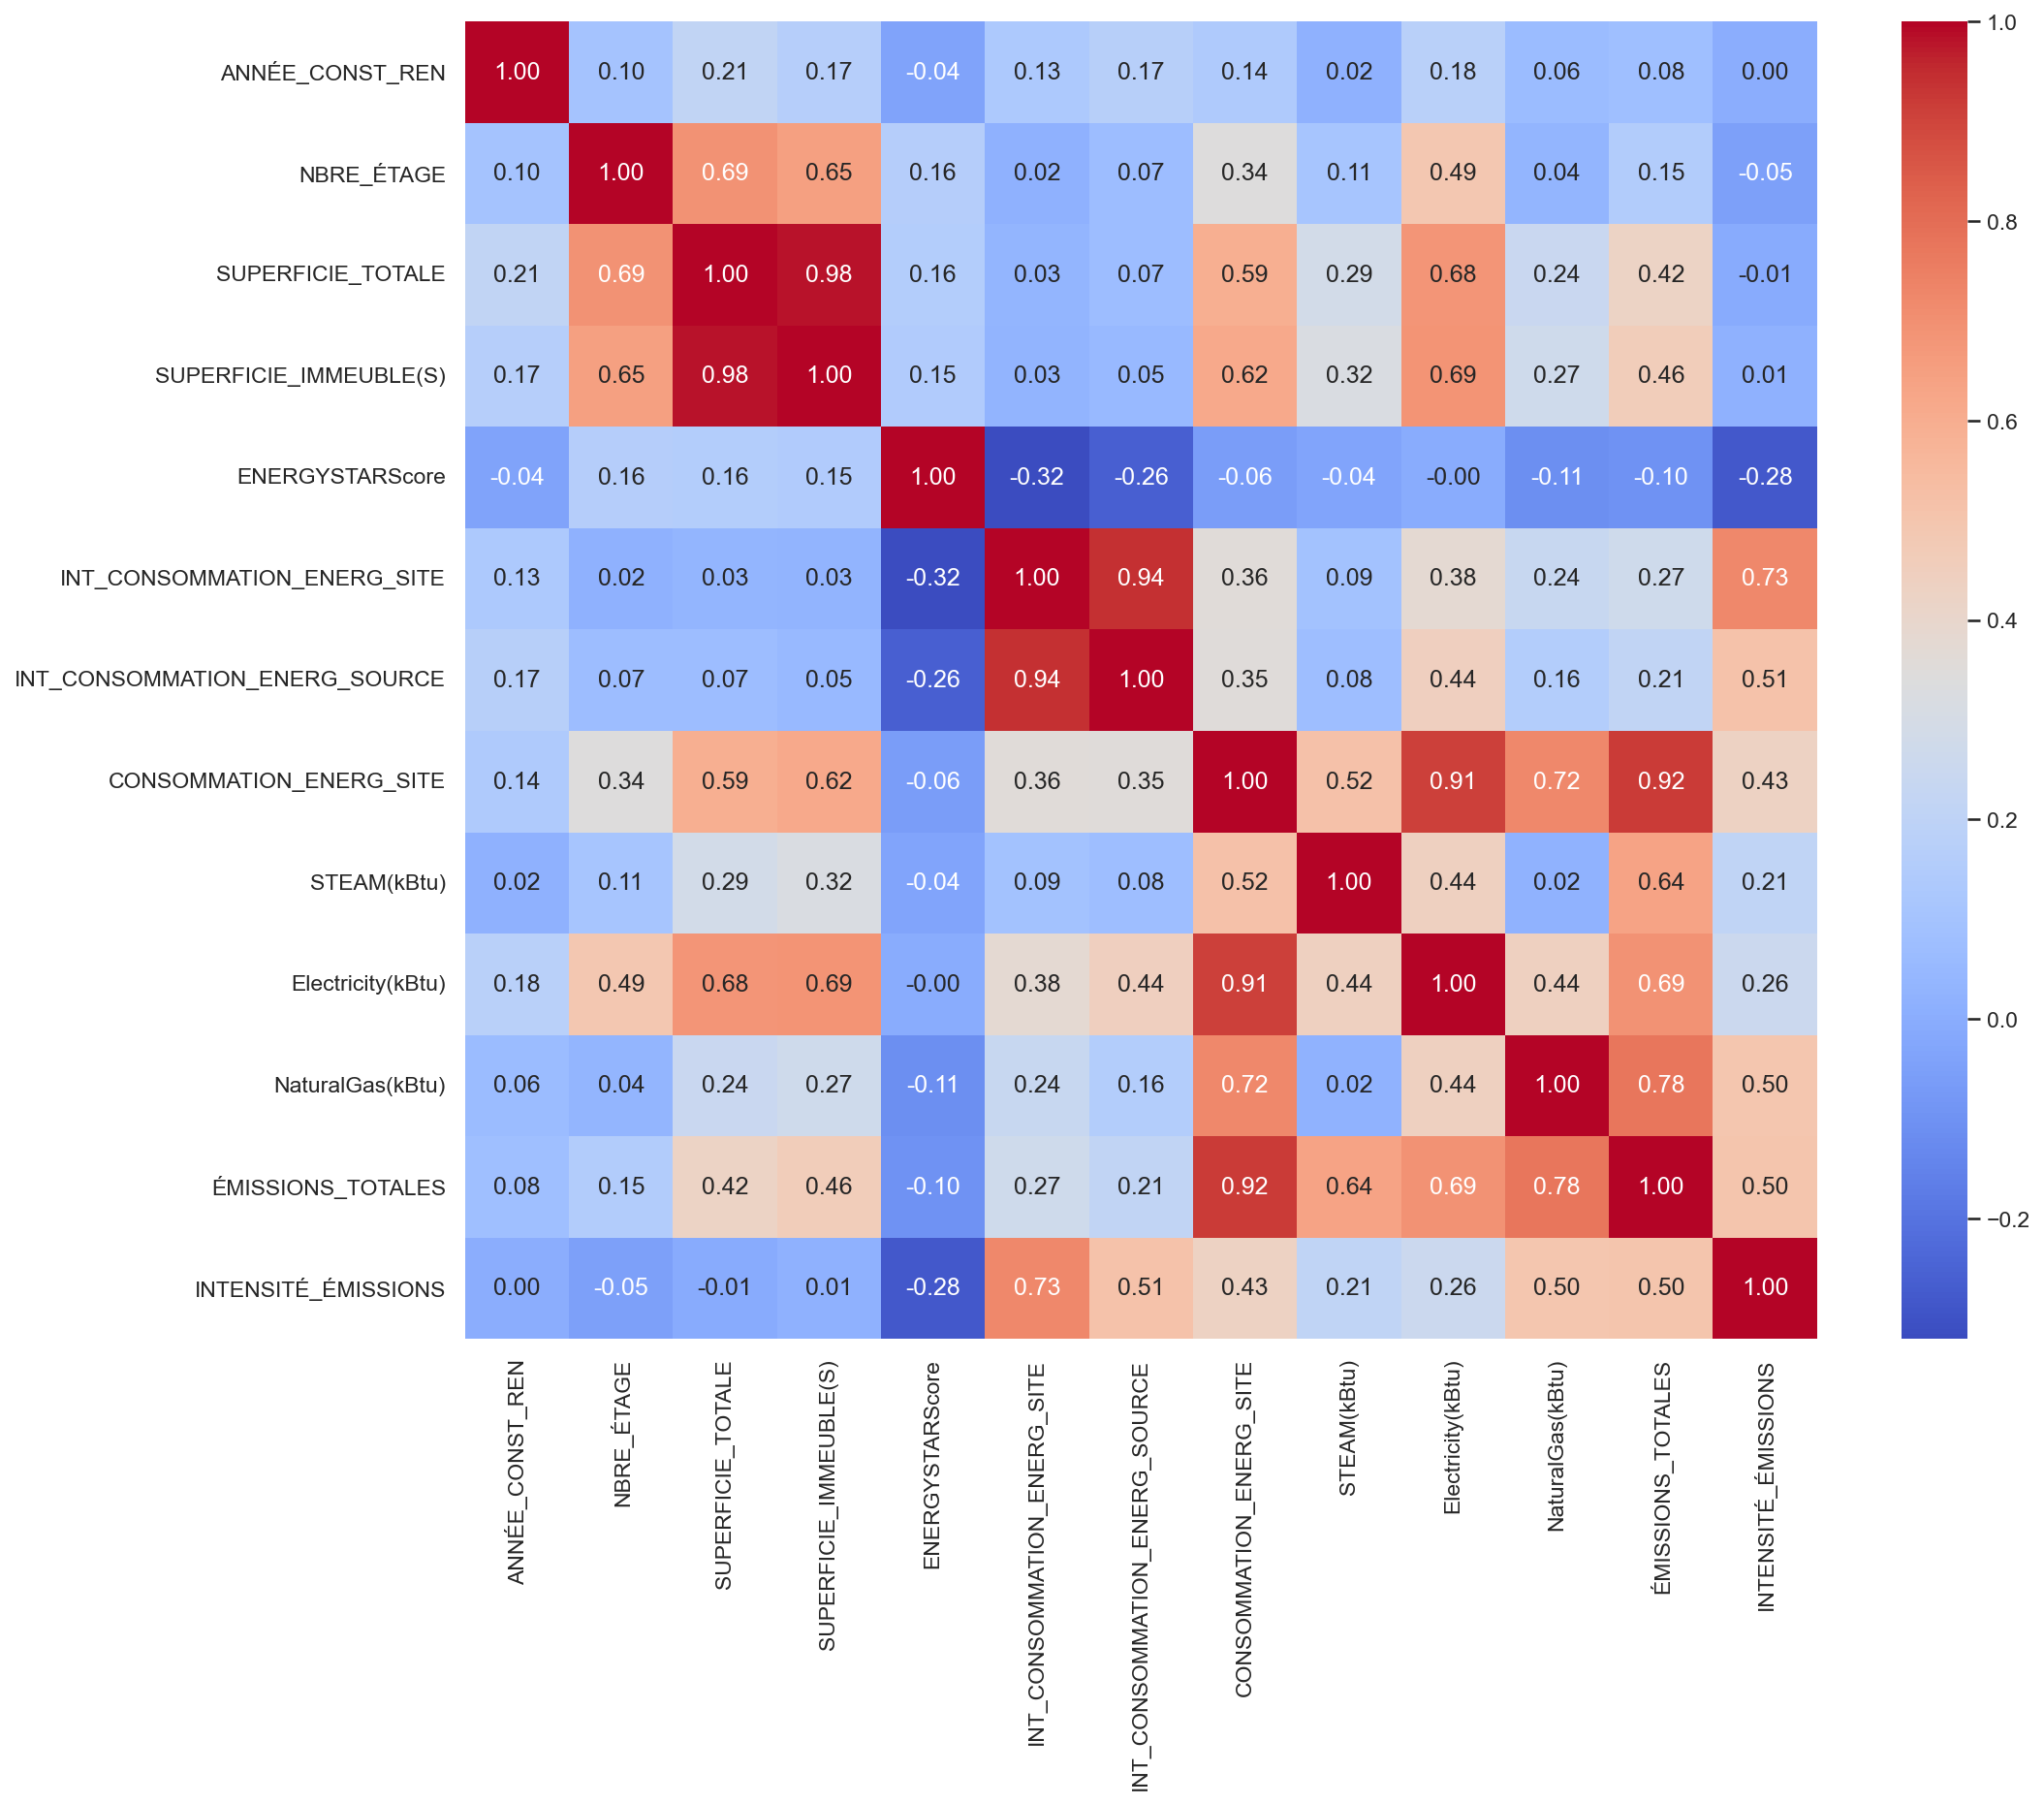 ANNÉE_CONST_REN 1.00 0.10 0.21 0.17 -0.04 0.13 0.17 0.14 0.02 0.18 0.06 0.08 0.00
NBRE_ÉTAGE 0.10 1.00 0.69 0.65 0.16 0.02 0.07 0.34 0.11 0.49 0.04 0.15 -0.05
SUPERFICIE_TOTALE 0.21 0.69 1.00 0.98 0.16 0.03 0.07 0.59 0.29 0.68 0.24 0.42 -0.01
SUPERFICIE_IMMEUBLE(S) 0.17 0.65 0.98 1.00 0.15 0.03 0.05 0.62 0.32 0.69 0.27 0.46 0.01
ENERGYSTARScore -0.04 0.16 0.16 0.15 1.00 -0.32 -0.26 -0.06 -0.04 -0.00 -0.11 -0.10 -0.28
INT_CONSOMMATION_ENERG_SITE 0.13 0.02 0.03 0.03 -0.32 1.00 0.94 0.36 0.09 0.38 0.24 0.27 0.73
INT_CONSOMMATION_ENERG_SOURCE 0.17 0.07 0.07 0.05 -0.26 0.94 1.00 0.35 0.08 0.44 0.16 0.21 0.51
CONSOMMATION_ENERG_SITE 0.14 0.34 0.59 0.62 -0.06 0.36 0.35 1.00 0.52 0.91 0.72 0.92 0.43
STEAM(kBtu) 0.02 0.11 0.29 0.32 -0.04 0.09 0.08 0.52 1.00 0.44 0.02 0.64 0.21
Electricity(kBtu) 0.18 0.49 0.68 0.69 -0.00 0.38 0.44 0.91 0.44 1.00 0.44 0.69 0.26
NaturalGas(kBtu) 0.06 0.04 0.24 0.27 -0.11 0.24 0.16 0.72 0.02 0.44 1.00 0.78 0.50
ÉMISSIONS_TOTALES 0.08 0.15 0.42 0.46 -0.10 0.27 0.21 0.92 0.64 0.69 0.78 1.00 0.50
INTENSITÉ_ÉMISSIONS 0.00 -0.05 -0.01 0.01 -0.28 0.73 0.51 0.43 0.21 0.26 0.50 0.50 1.00
ANNÉE_CONST_REN
NBRE_ÉTAGE
SUPERFICIE_TOTALE
SUPERFICIE_IMMEUBLE(S)
ENERGYSTARScore
INT_CONSOMMATION_ENERG_SITE
INT_CONSOMMATION_ENERG_SOURCE
CONSOMMATION_ENERG_SITE
STEAM(kBtu)
Electricity(kBtu)
NaturalGas(kBtu)
ÉMISSIONS_TOTALES
INTENSITÉ_ÉMISSIONS
1.0
0.8
0.6
0.4
0.2
0.0
−0.2